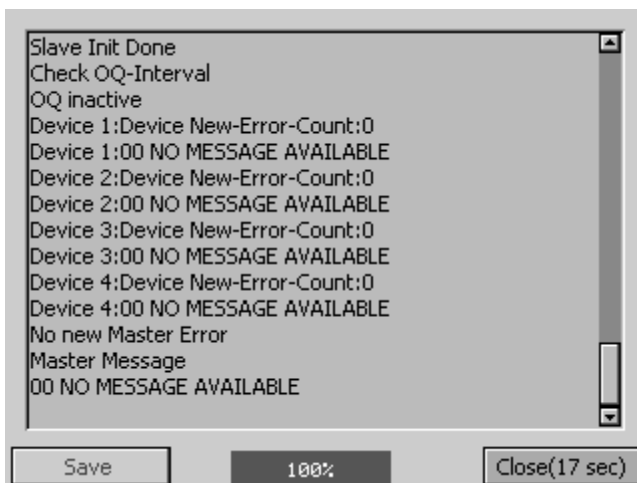 Slave Init Done
Check OQ-Interval
OQ inactive
Device 1:Device New-Error-Count:0
Device 1:00 NO MESSAGE AVAILABLE
Device 2:Device New-Error-Count:0
Device 2:00 NO MESSAGE AVAILABLE
Device 3:Device New-Error-Count:0
Device 3:00 NO MESSAGE AVAILABLE
Device 4:Device New-Error-Count:0
Device 4:00 NO MESSAGE AVAILABLE
No new Master Error
Master Message
00 NO MESSAGE AVAILABLE
Save 100% Close(17 sec)